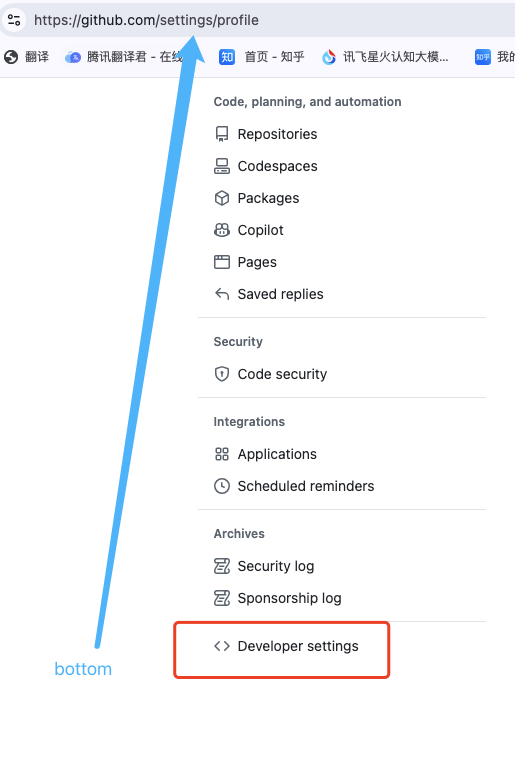 https://github.com/settings/profile
翻译 腾讯翻译君 - 在线 知 首页 - 知乎 讯飞星火认知大模... 知乎 我的
Code, planning, and automation
Repositories
Codespaces
Packages
Copilot
Pages
Saved replies
Security
Code security
Integrations
Applications
Scheduled reminders
Archives
Security log
Sponsorship log
Developer settings
bottom